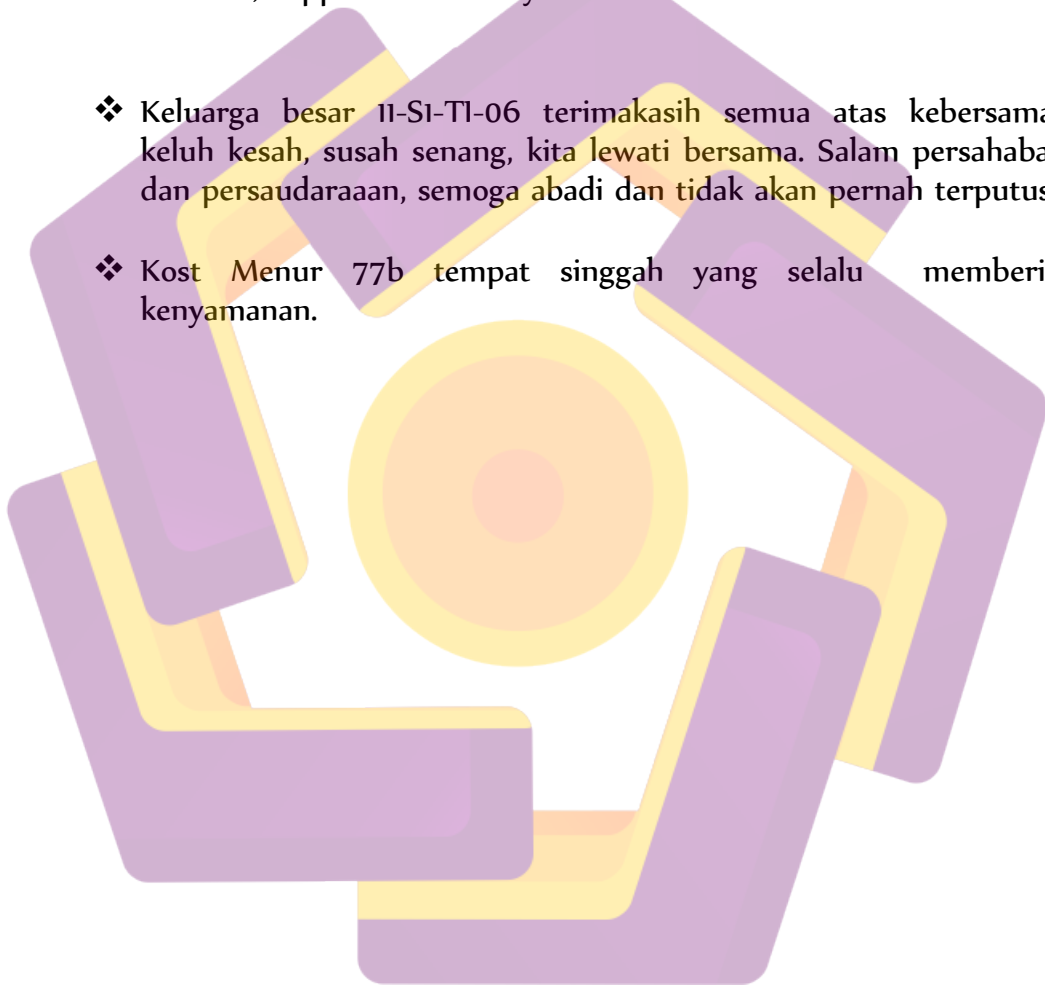 ❖ Keluarga besar 11-S1-TI-06 terimakasih semua atas kebersama
keluh kesah, susah senang, kita lewati bersama. Salam persahaba
dan persaudaraaan, semoga abadi dan tidak akan pernah terputus
❖ Kost Menur 77b tempat singgah yang selalu memberi
kenyamanan.